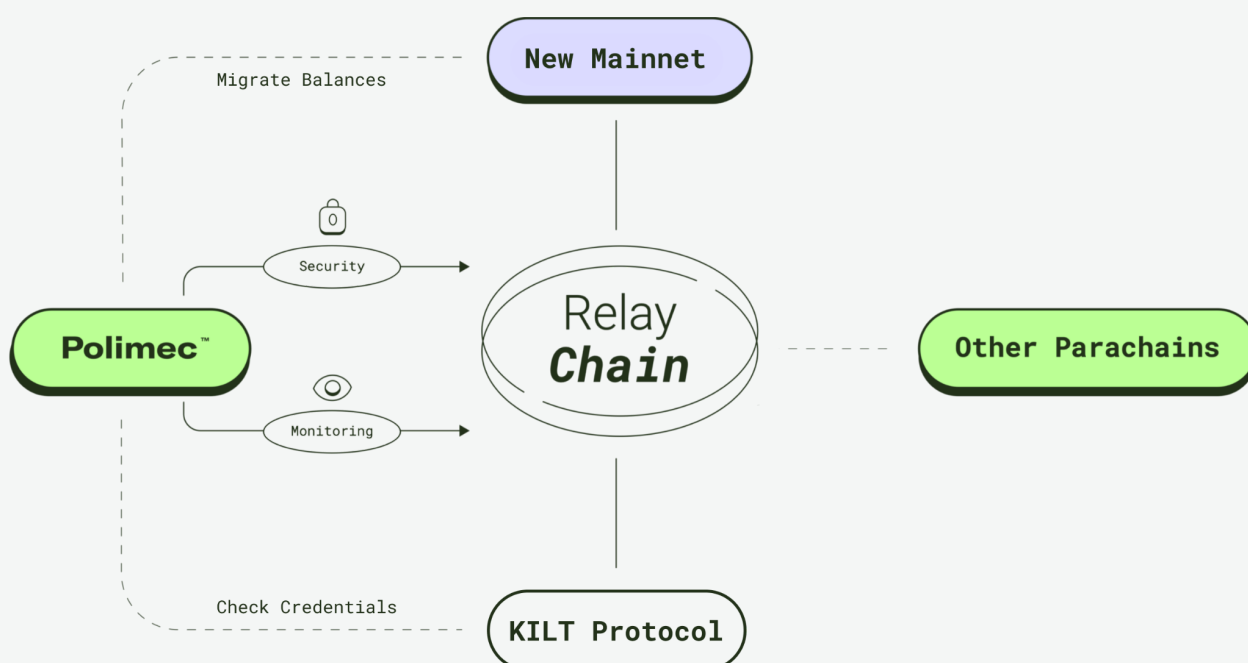 New Mainnet
Migrate Balances
Security
Relay
Chain
Polimec™
Other Parachains
Monitoring
Check Credentials
KILT Protocol